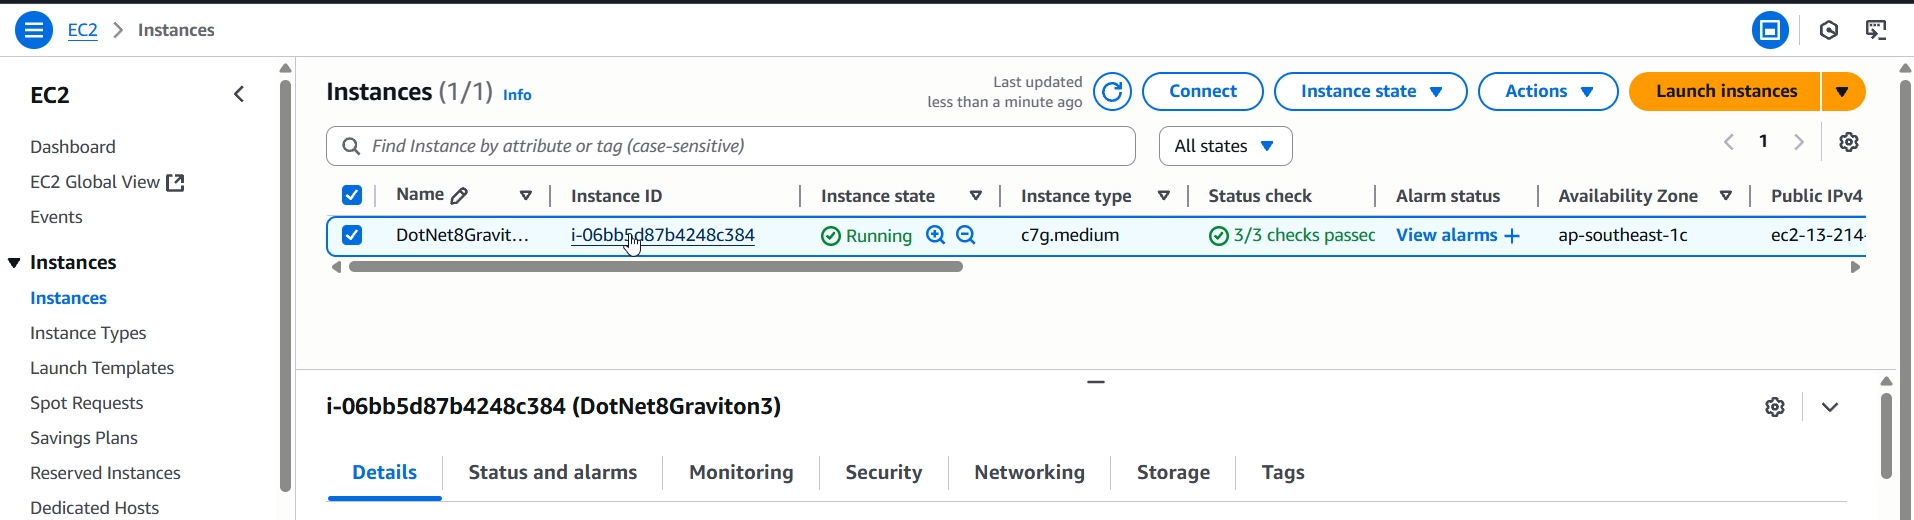 EC2 Instances
EC2
Dashboard
EC2 Global View
Events
Instances
Instances
Instance Types
Launch Templates
Spot Requests
Savings Plans
Reserved Instances
Dedicated Hosts
Instances (1/1) Info
Last updated
less than a minute ago
Connect Instance state Actions Launch instances
Find Instance by attribute or tag (case-sensitive) All states 1
Name Instance ID Instance state Instance type Status check Alarm status Availability Zone Public IPv4
DotNet8Gravit... i-06bb5d87b4248c384 Running c7g.medium 3/3 checks passec View alarms + ap-southeast-1c ec2-13-214-
i-06bb5d87b4248c384 (DotNet8Graviton3)
Details Status and alarms Monitoring Security Networking Storage Tags